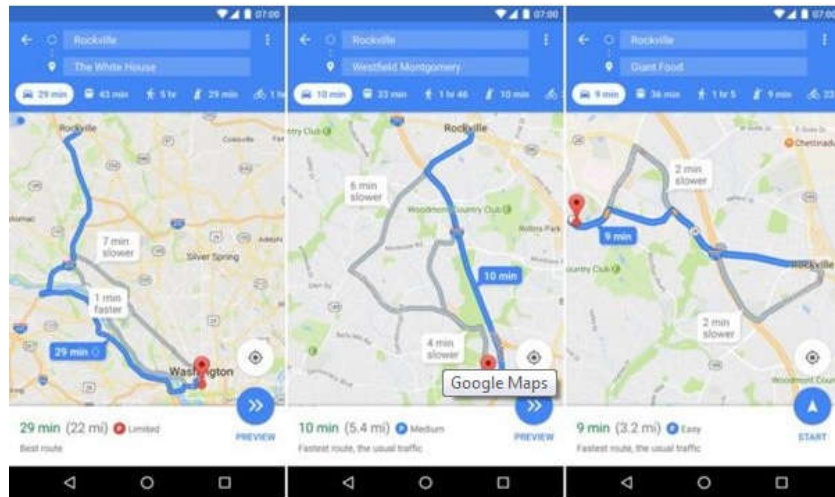 07:00
Rockville
The White House
29 min 43 min 5 hr 29 min
Rockville
7 min
slower
Silver Spring
1 min
faster
29 min
Washington
29 min (22 mi) P Limited
Best route
PREVIEW
07:00
Rockville
Westfield Montgomery
10 min 33 min 1 hr 46 10 min
Rockville
6 min
slower
Woodmont Country Club
Rollins Park
10 min
4 min
slower
Google Maps
10 min (5.4 mi) P Medium
Fastest route, the usual traffic
PREVIEW
07:00
Rockville
Giant Food
9 min 36 min 1 hr 5 9 min 23
Chettinad
2 min
slower
9 min
Rockville
2 min
slower
9 min (3.2 mi) P Easy
Fastest route, the usual traffic
START